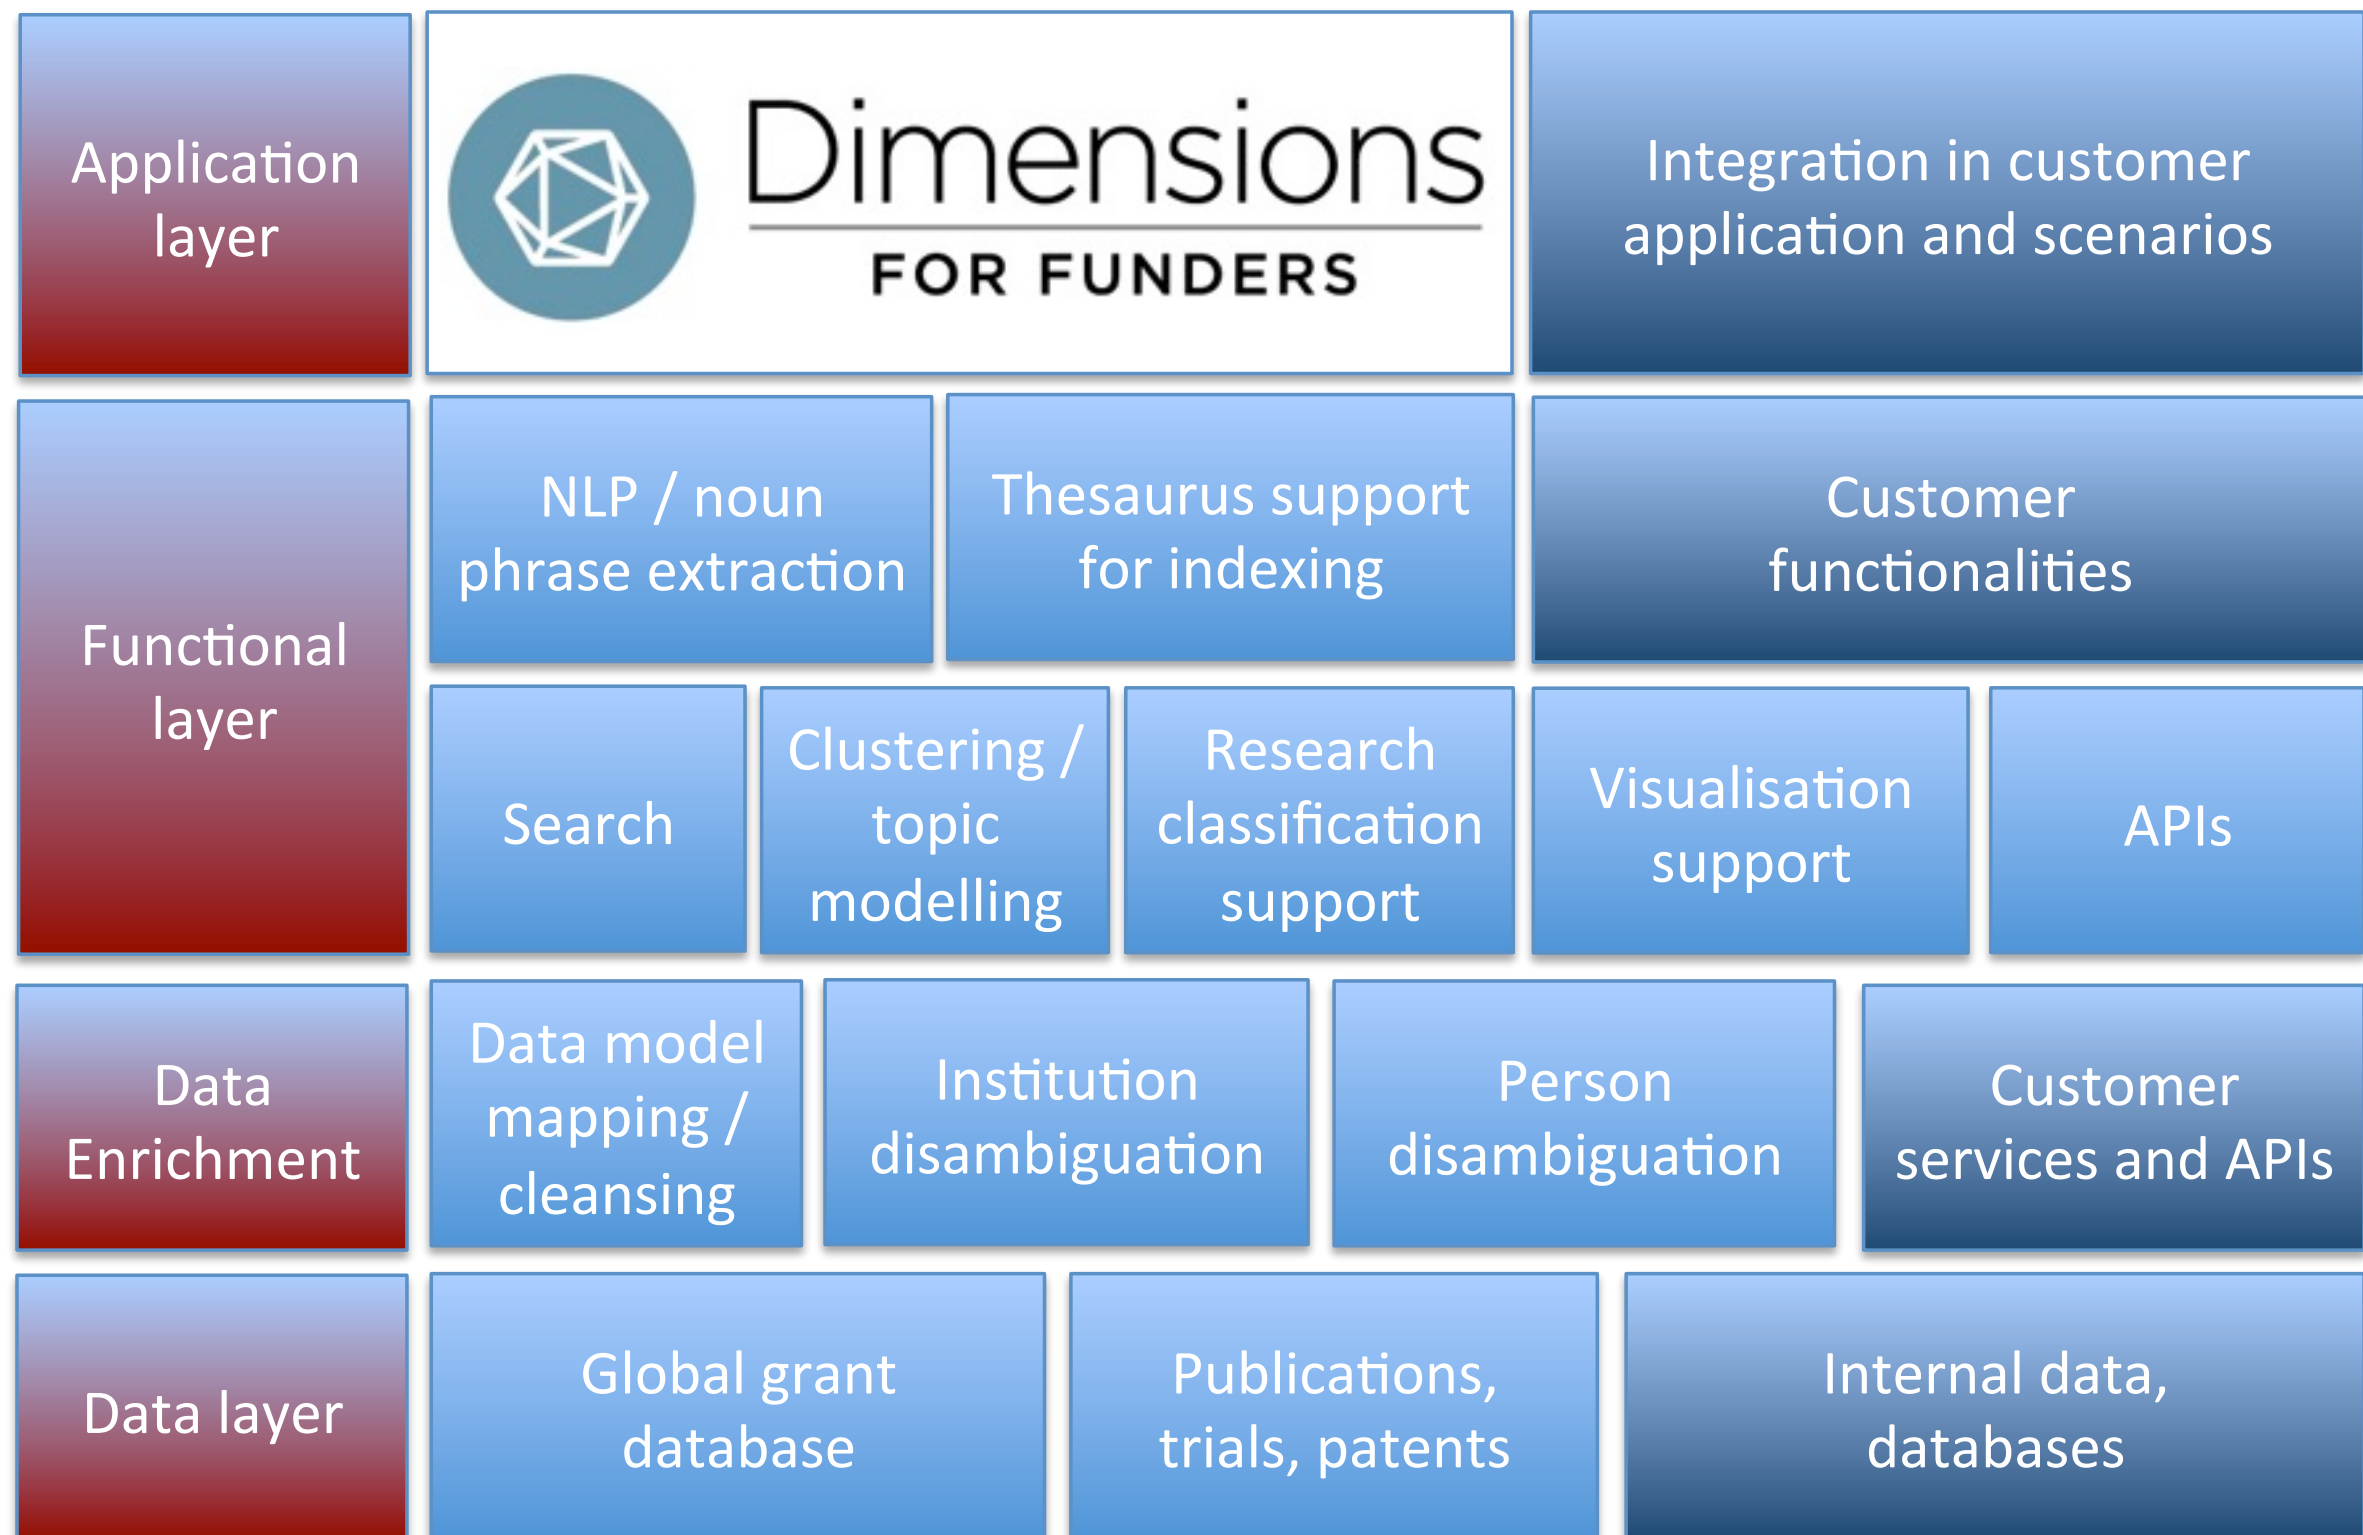 Application
layer
Dimensions
FOR FUNDERS
Integration in customer
application and scenarios
Functional
layer
NLP / noun
phrase extraction
Thesaurus support
for indexing
Customer
functionalities
Search
Clustering /
topic
modelling
Research
classification
support
Visualisation
support
APIs
Data
Enrichment
Data model
mapping /
cleansing
Institution
disambiguation
Person
disambiguation
Customer
services and APIs
Data layer
Global grant
database
Publications,
trials, patents
Internal data,
databases